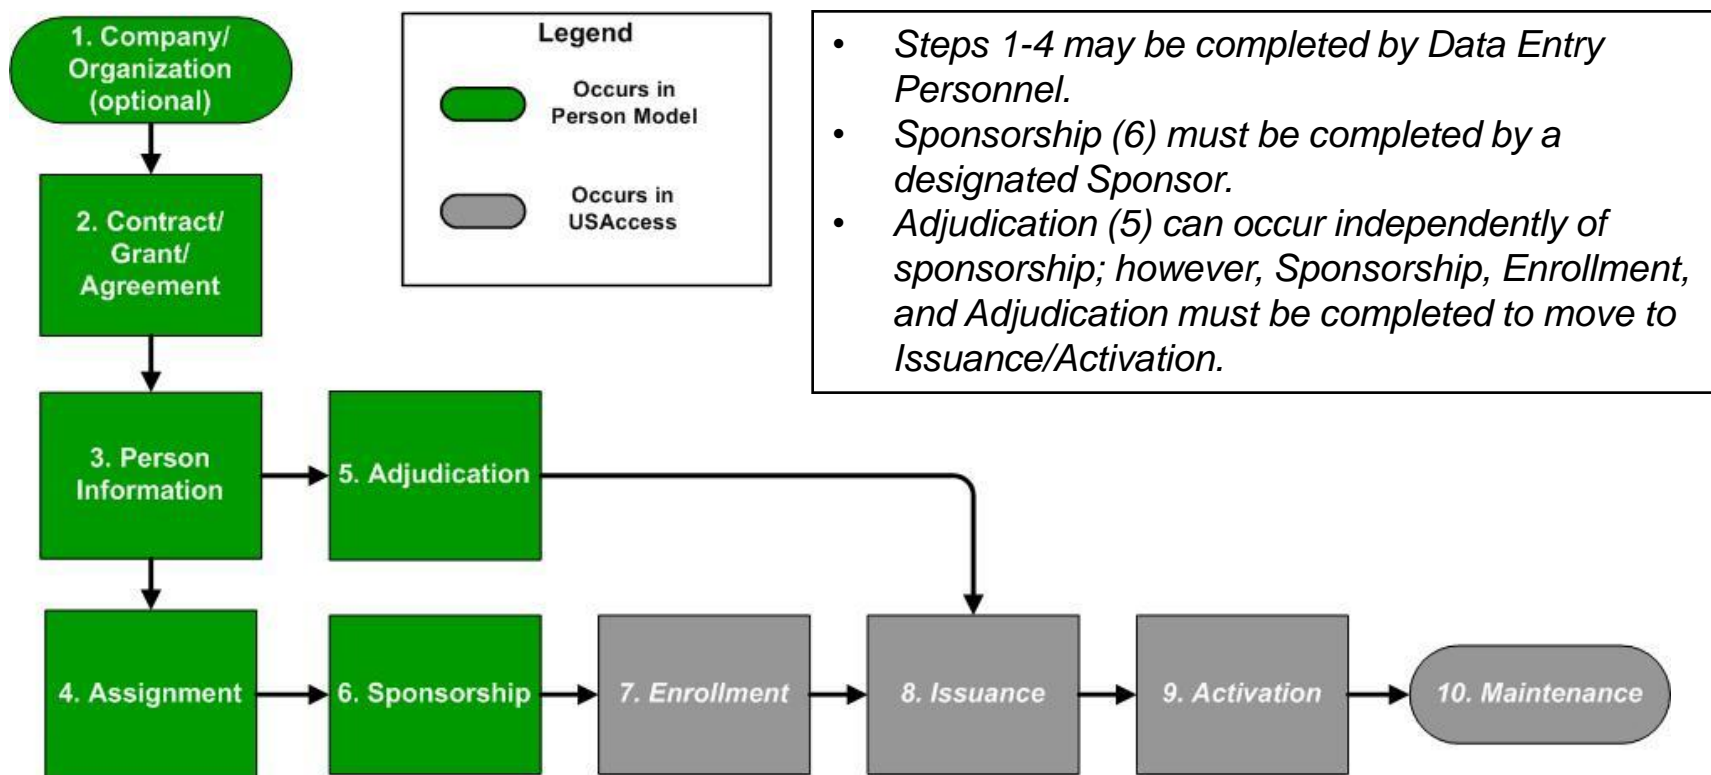 1. Company/
Organization
(optional)
Legend
Occurs in
Person Model
Occurs in
USAccess
• Steps 1-4 may be completed by Data Entry
Personnel.
• Sponsorship (6) must be completed by a
designated Sponsor.
• Adjudication (5) can occur independently of
sponsorship; however, Sponsorship, Enrollment,
and Adjudication must be completed to move to
Issuance/Activation.
2. Contract/
Grant/
Agreement
3. Person
Information
5. Adjudication
4. Assignment
6. Sponsorship
7. Enrollment
8. Issuance
9. Activation
10. Maintenance